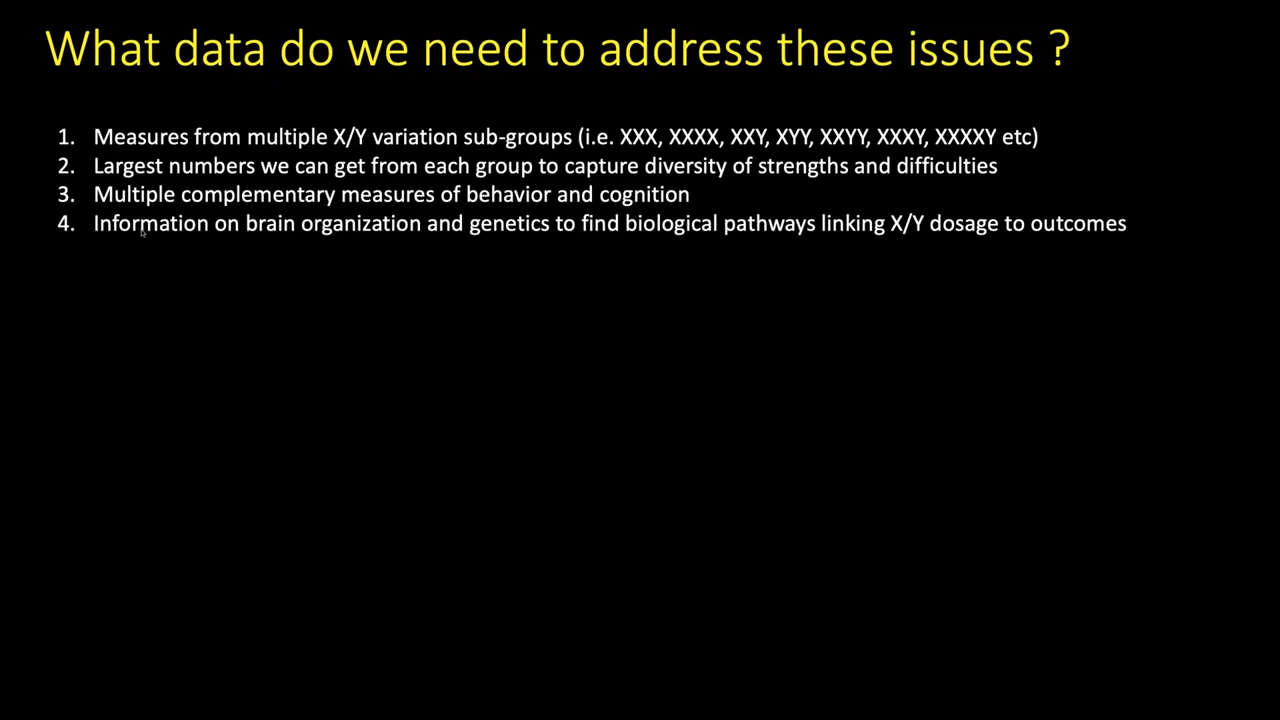 What data do we need to address these issues ?
1. Measures from multiple X/Y variation sub-groups (i.e. XXX, XXXX, XXY, XYY, XXYY, XXXY, XXXXY etc)
2. Largest numbers we can get from each group to capture diversity of strengths and difficulties
3. Multiple complementary measures of behavior and cognition
4. Information on brain organization and genetics to find biological pathways linking X/Y dosage to outcomes